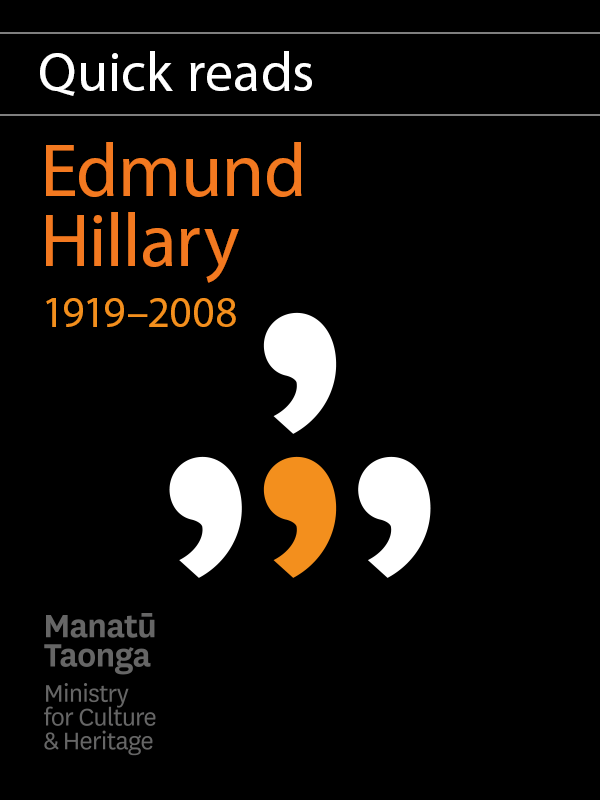 Quick reads
Edmund
Hillary
1919–2008
Manatū
Taonga
Ministry
for Culture
& Heritage